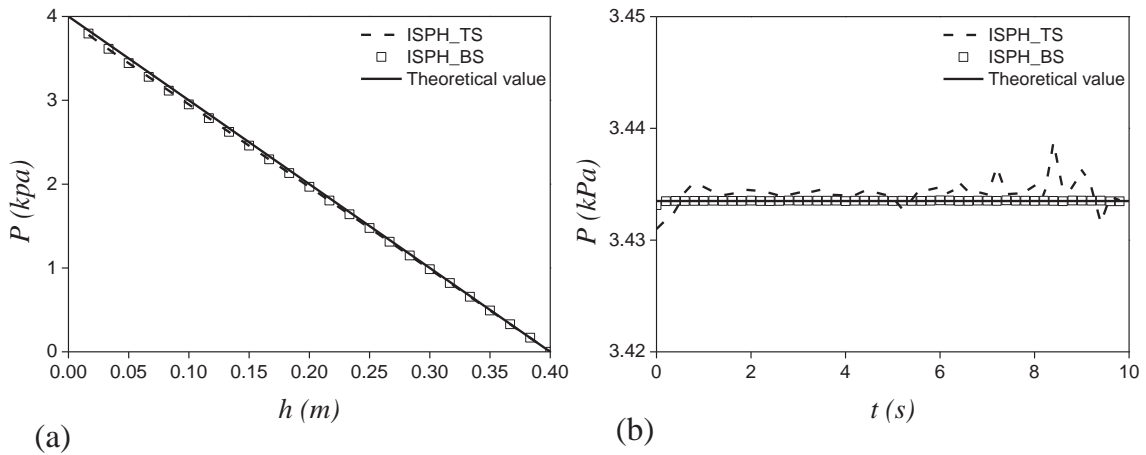 4
3
2
1
0
P (kpa)
0.00 0.05 0.10 0.15 0.20 0.25 0.30 0.35 0.40
h (m)
ISPH_TS
ISPH_BS
Theoretical value
(a)
3.45
3.44
3.43
3.42
P (kPa)
0 2 4 6 8 10
t (s)
ISPH_TS
ISPH_BS
Theoretical value
(b)